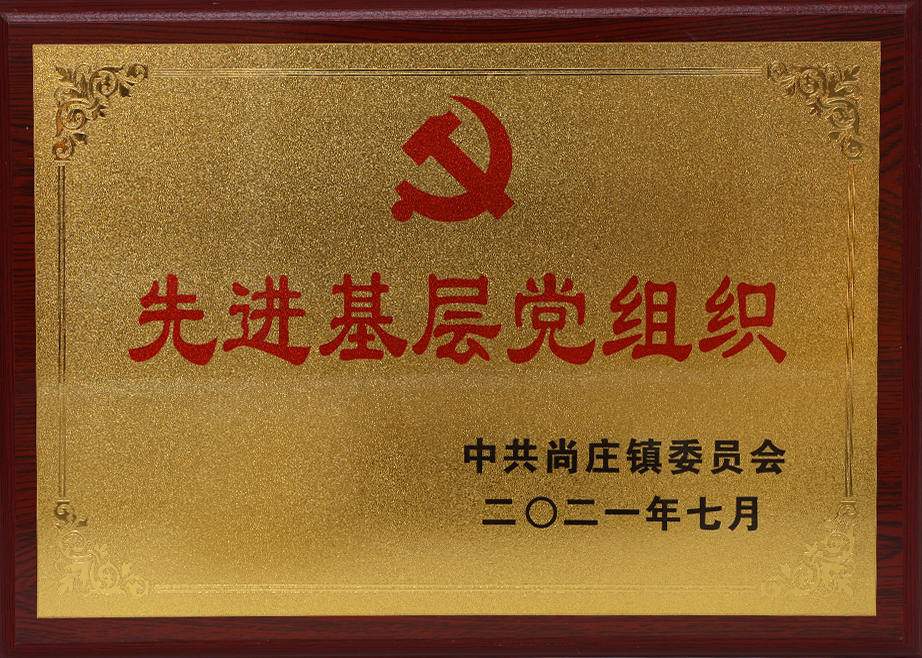 先进基层党组织
中共尚庄镇委员会
二〇二一年七月